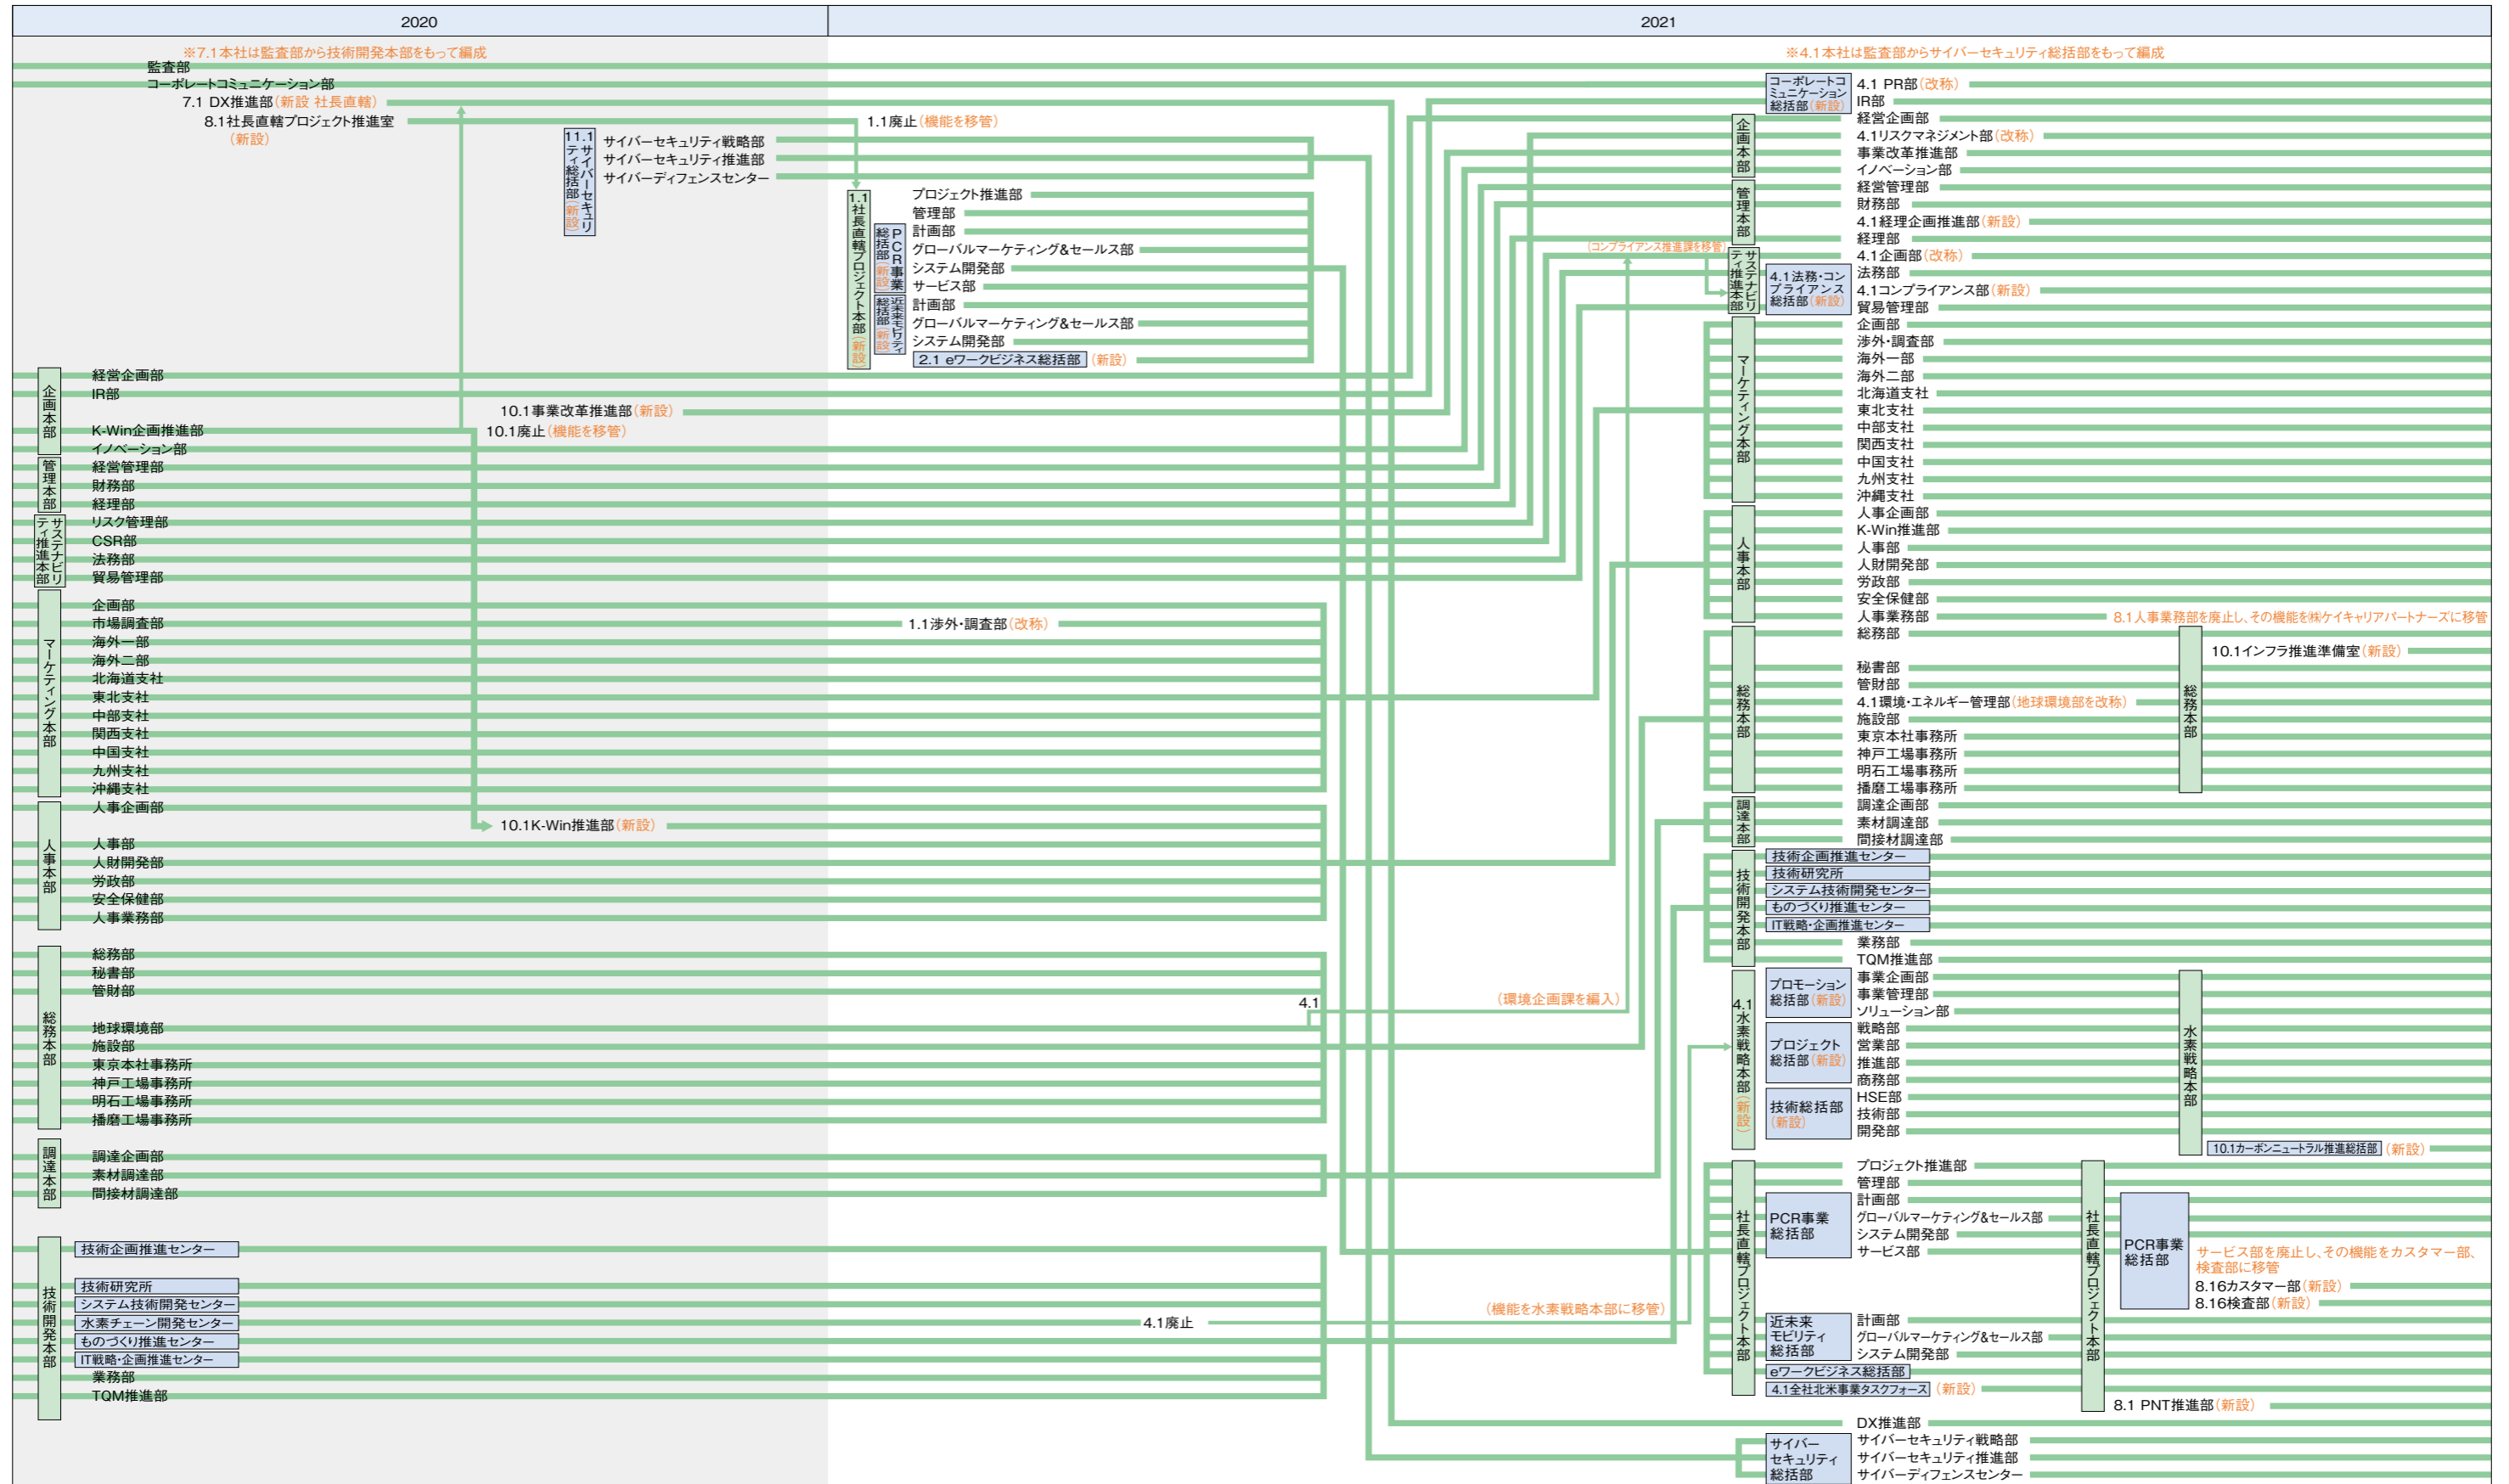 2020
2021
※7.1本社は監査部から技術開発本部をもって編成
※4.1本社は監査部からサイバーセキュリティ総括部をもって編成
監査部
コーポレートコミュニケーション部
7.1 DX推進部(新設 社長直轄)
8.1社長直轄プロジェクト推進室
(新設)
1.1廃止(機能を移管)
11.1サイバーセキュリティ総括部(新設)
サイバーセキュリティ戦略部
サイバーセキュリティ推進部
サイバーディフェンスセンター
1.1社長直轄プロジェクト本部(新設)
プロジェクト推進部
管理部
PCR事業総括部(新設)
計画部
グローバルマーケティング&セールス部
システム開発部
サービス部
近未来モビリティ総括部(新設)
計画部
グローバルマーケティング&セールス部
システム開発部
2.1 eワークビジネス総括部(新設)
企画本部
経営企画部
IR部
10.1事業改革推進部(新設)
K-Win企画推進部
10.1廃止(機能を移管)
イノベーション部
管理本部
経営管理部
財務部
経理部
サステナビリティ推進本部
リスク管理部
CSR部
法務部
貿易管理部
マーケティング本部
企画部
市場調査部
1.1渉外・調査部(改称)
海外一部
海外二部
北海道支社
東北支社
中部支社
関西支社
中国支社
九州支社
沖縄支社
人事本部
人事企画部
10.1K-Win推進部(新設)
人事部
人財開発部
労政部
安全保健部
人事業務部
総務本部
総務部
秘書部
管財部
4.1
(環境企画課を編入)
地球環境部
施設部
東京本社事務所
神戸工場事務所
明石工場事務所
播磨工場事務所
調達本部
調達企画部
素材調達部
間接材調達部
技術開発本部
技術企画推進センター
技術研究所
システム技術開発センター
水素チェーン開発センター
4.1廃止
(機能を水素戦略本部に移管)
ものづくり推進センター
IT戦略・企画推進センター
業務部
TQM推進部
コーポレートコ
ミュニケーション
総括部(新設)
4.1 PR部(改称)
IR部
企画本部
経営企画部
4.1リスクマネジメント部(改称)
事業改革推進部
イノベーション部
管理本部
経営管理部
財務部
4.1経理企画推進部(新設)
経理部
(コンプライアンス推進課を移管)
サステナビリティ推進本部
4.1企画部(改称)
4.1法務・コン
プライアンス
総括部(新設)
法務部
4.1コンプライアンス部(新設)
貿易管理部
マーケティング本部
企画部
渉外・調査部
海外一部
海外二部
北海道支社
東北支社
中部支社
関西支社
中国支社
九州支社
沖縄支社
人事本部
人事企画部
K-Win推進部
人事部
人財開発部
労政部
安全保健部
人事業務部
8.1人事業務部を廃止し、その機能を㈱ケイキャリアパートナーズに移管
総務本部
総務部
総務本部
10.1インフラ推進準備室(新設)
秘書部
管財部
4.1環境・エネルギー管理部(地球環境部を改称)
施設部
東京本社事務所
神戸工場事務所
明石工場事務所
播磨工場事務所
調達本部
調達企画部
素材調達部
間接材調達部
技術開発本部
技術企画推進センター
技術研究所
システム技術開発センター
ものづくり推進センター
IT戦略・企画推進センター
業務部
TQM推進部
4.1水素戦略本部(新設)
プロモーション
総括部(新設)
事業企画部
事業管理部
ソリューション部
プロジェクト
総括部(新設)
戦略部
営業部
推進部
商務部
技術総括部
(新設)
HSE部
技術部
開発部
水素戦略本部
10.1カーボンニュートラル推進総括部(新設)
社長直轄プロジェクト本部
プロジェクト推進部
管理部
PCR事業
総括部
計画部
グローバルマーケティング&セールス部
システム開発部
サービス部
社長直轄プロジェクト本部
PCR事業
総括部
サービス部を廃止し、その機能をカスタマー部、
検査部に移管
8.16カスタマー部(新設)
8.16検査部(新設)
近未来
モビリティ
総括部
計画部
グローバルマーケティング&セールス部
システム開発部
eワークビジネス総括部
4.1全社北米事業タスクフォース(新設)
8.1 PNT推進部(新設)
DX推進部
サイバー
セキュリティ
総括部
サイバーセキュリティ戦略部
サイバーセキュリティ推進部
サイバーディフェンスセンター